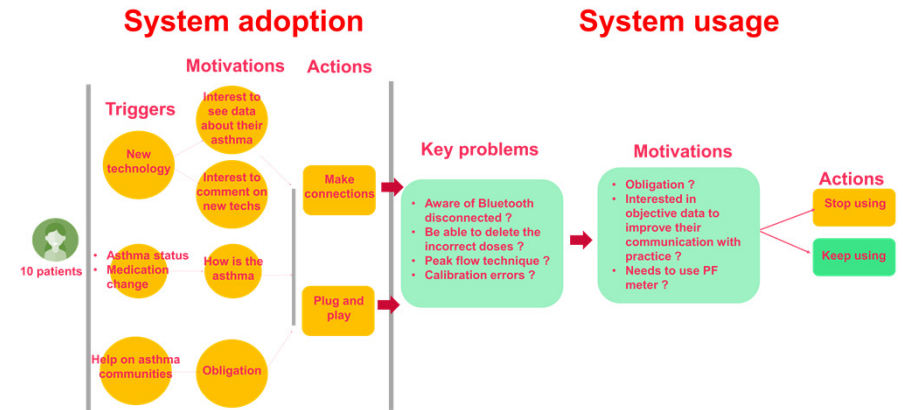 System adoption
System usage
Triggers
Motivations
Actions
10 patients
New
technology
• Asthma status
• Medication
change
Help on asthma
communities
Interest to
see data
about their
asthma
Interest to
comment on
new techs
How is the
asthma
Obligation
Make
connections
Plug and
play
Key problems
• Aware of Bluetooth
disconnected ?
• Be able to delete the
incorrect doses ?
• Peak flow technique ?
• Calibration errors ?
Motivations
• Obligation ?
• Interested in
objective data to
improve their
communication with
practice ?
• Needs to use PF
meter ?
Actions
Stop using
Keep using